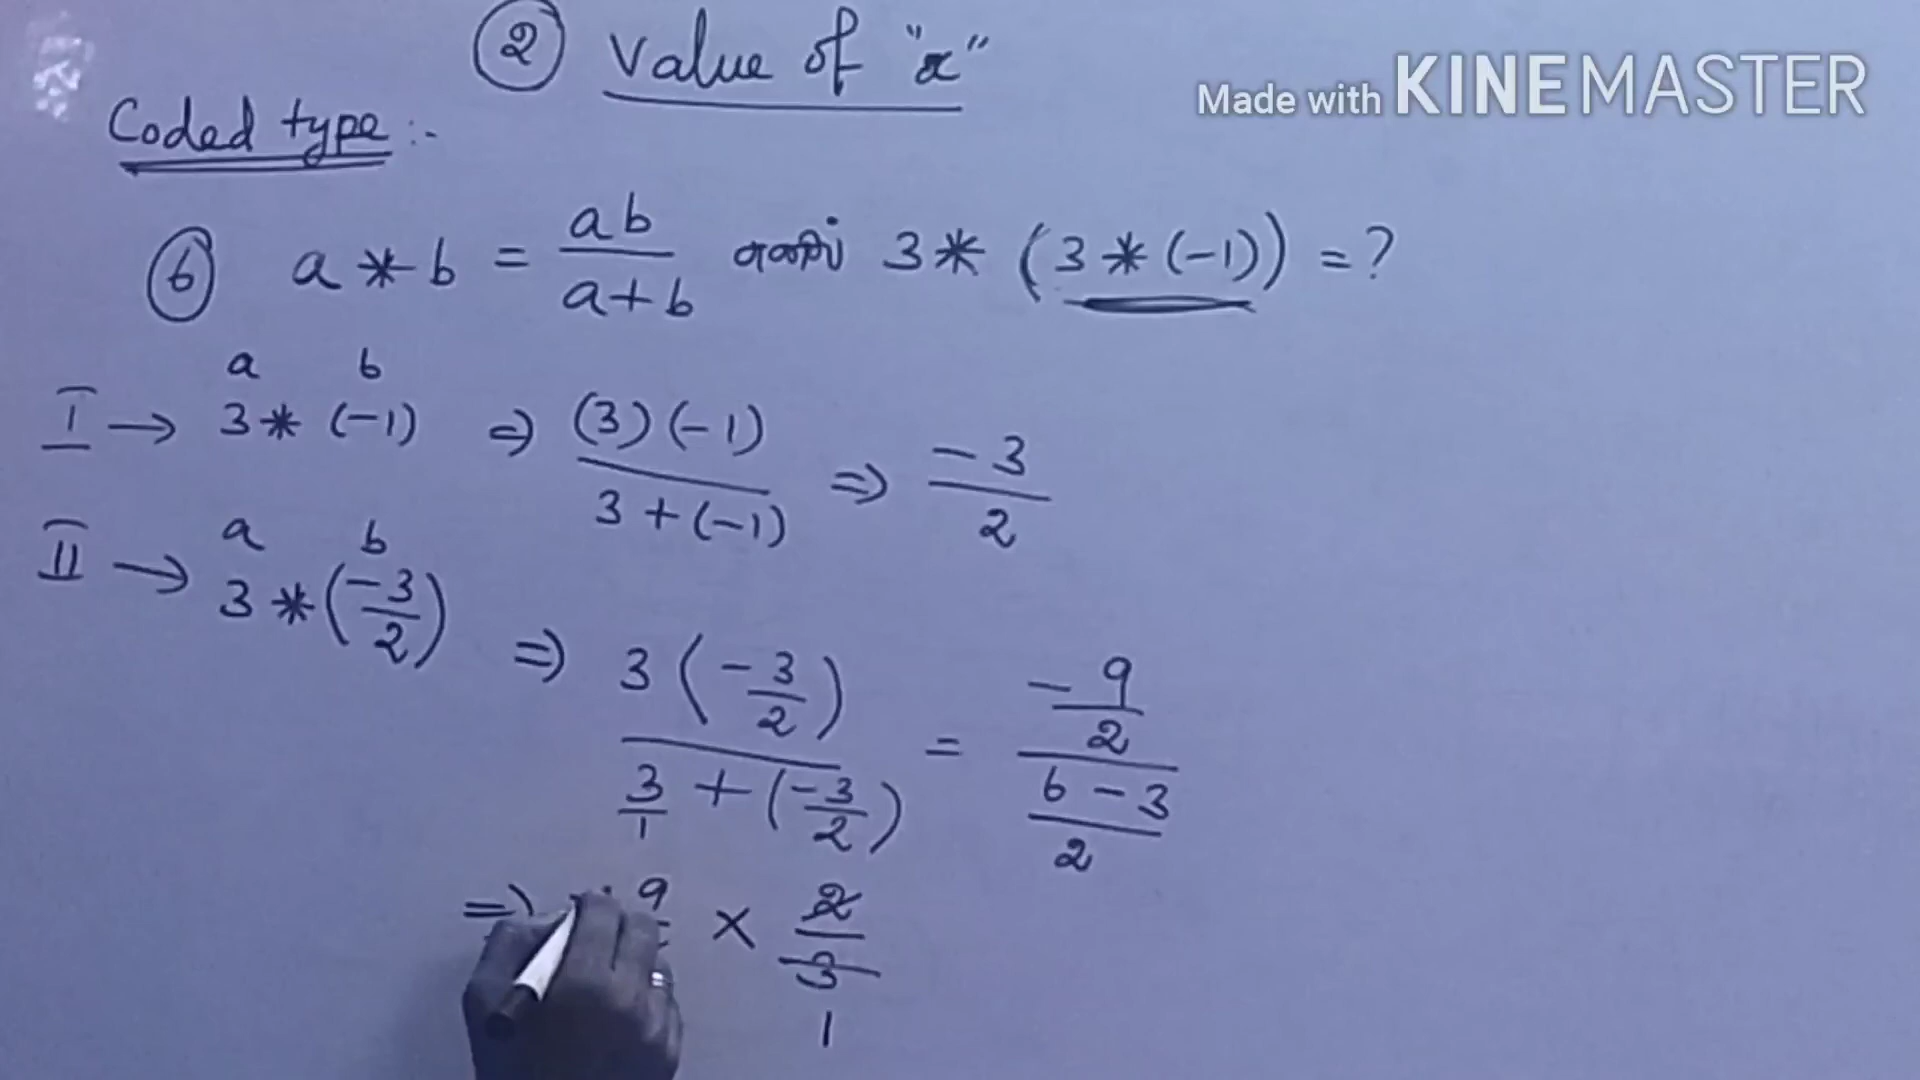 ② Value of "x"
Made with KINEMASTER
Coded type :-
⑥ a * b = ab/a+b எனில் 3 * (3 * (-1)) = ?
a b
I → 3 * (-1) ⇒ (3)(-1)/3 + (-1) ⇒ -3/2
a b
II → 3 * (-3/2) ⇒ 3(-3/2)/3/1 + (-3/2) = -9/2/6-3/2
⇒ 9 × 2/3
1